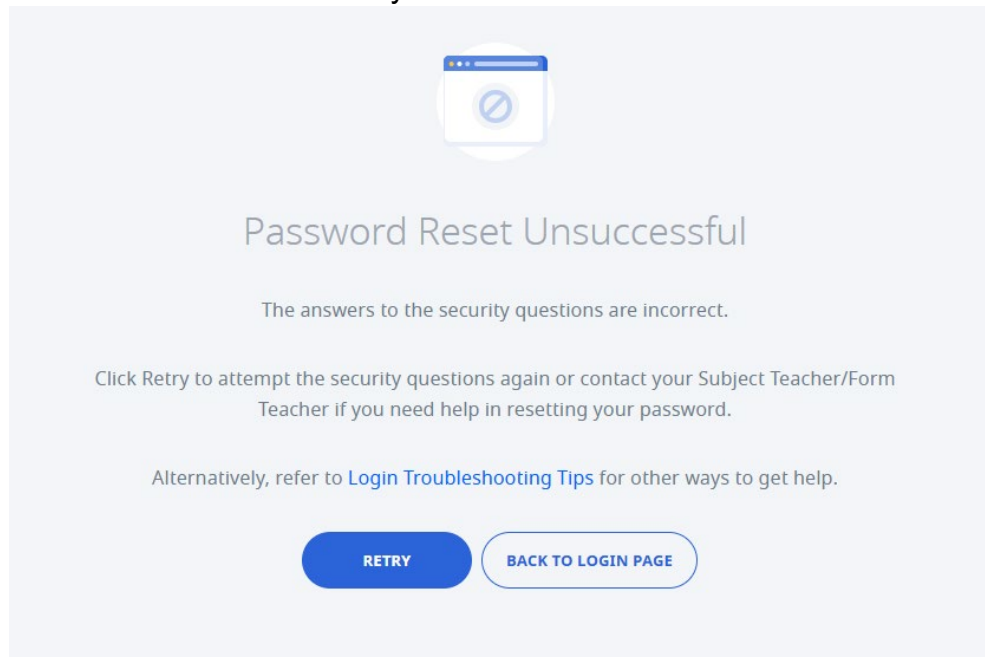 Password Reset Unsuccessful
The answers to the security questions are incorrect.
Click Retry to attempt the security questions again or contact your Subject Teacher/Form
Teacher if you need help in resetting your password.
Alternatively, refer to Login Troubleshooting Tips for other ways to get help.
RETRY
BACK TO LOGIN PAGE